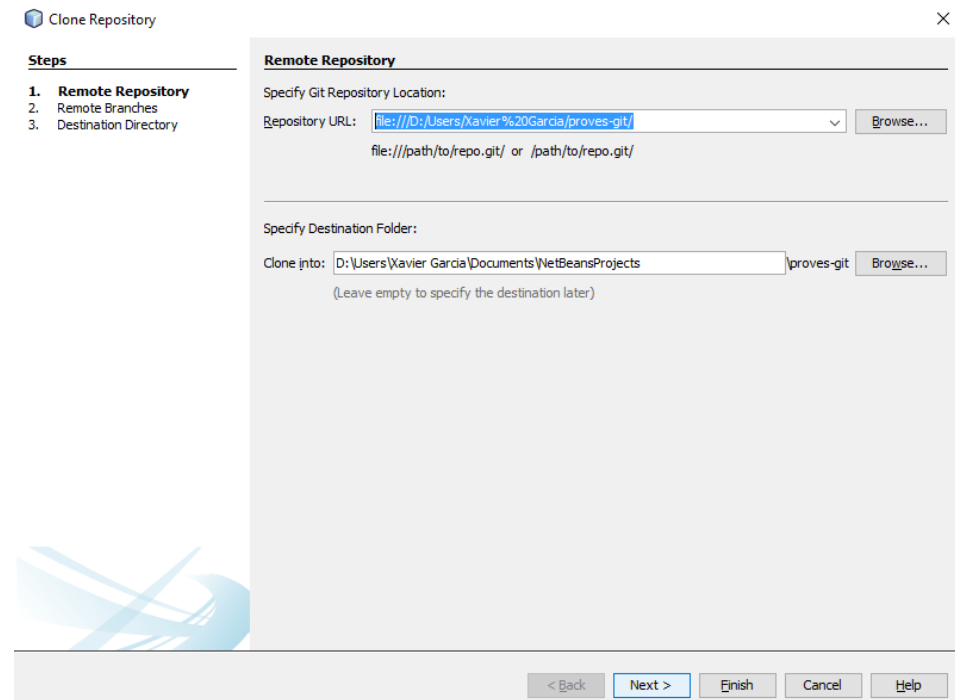 Clone Repository
Steps
1. Remote Repository
2. Remote Branches
3. Destination Directory
Remote Repository
Specify Git Repository Location:
Repository URL: file:///D:/Users/Xavier%20Garcia/proves-git/ Browse...
file:///path/to/repo.git/ or /path/to/repo.git/
Specify Destination Folder:
Clone into: D:\Users\Xavier Garcia\Documents\NetBeansProjects \proves-git Browse...
(Leave empty to specify the destination later)
< Back Next > Finish Cancel Help